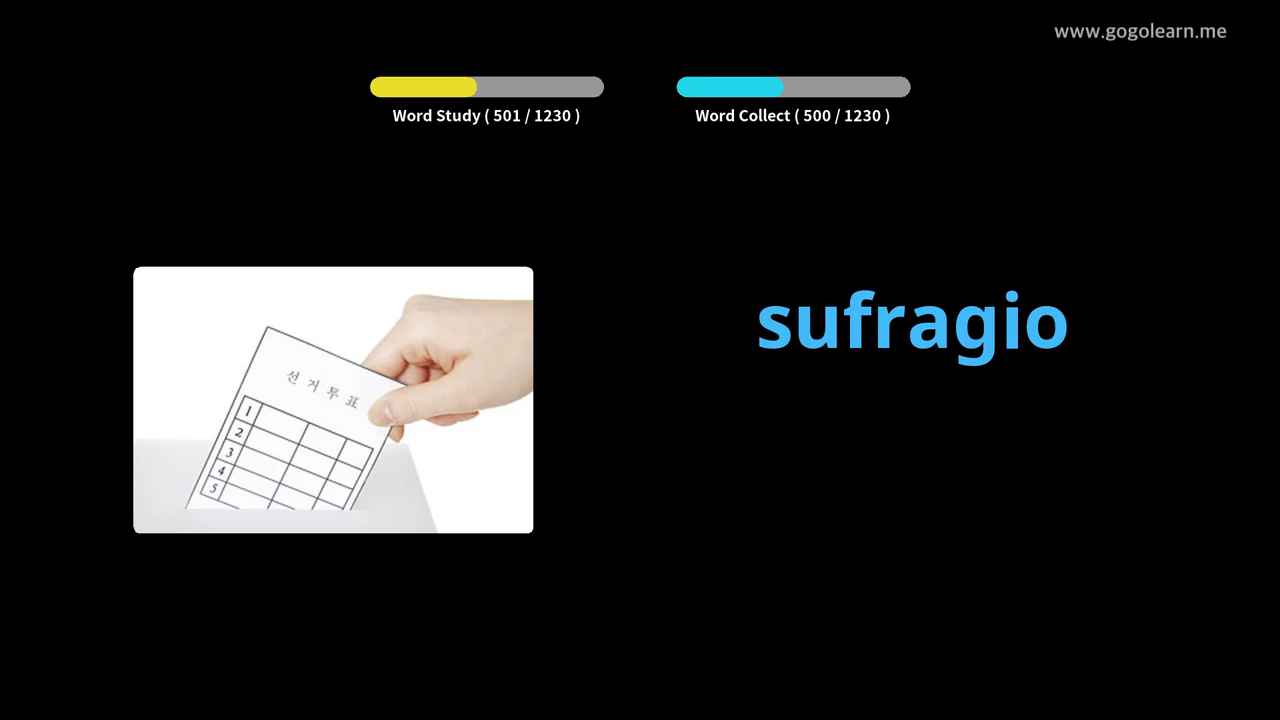 www.gogolearn.me
Word Study ( 501 / 1230 )
Word Collect ( 500 / 1230 )
sufragio
선거투표
1
2
3
4
5